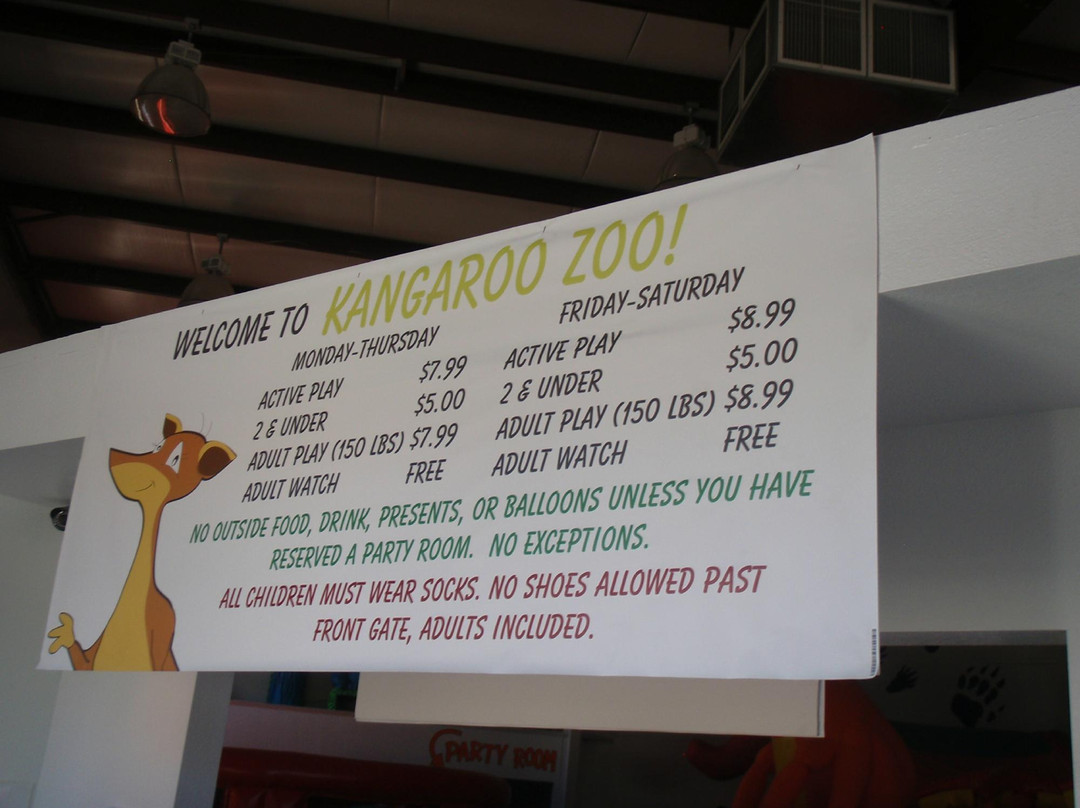 WELCOME TO KANGAROO ZOO!
MONDAY-THURSDAY
ACTIVE PLAY $7.99
2 & UNDER $5.00
ADULT PLAY (150 LBS) $7.99
ADULT WATCH FREE
FRIDAY-SATURDAY
ACTIVE PLAY $8.99
2 & UNDER $5.00
ADULT PLAY (150 LBS) $8.99
ADULT WATCH FREE
NO OUTSIDE FOOD, DRINK, PRESENTS, OR BALLOONS UNLESS YOU HAVE
RESERVED A PARTY ROOM. NO EXCEPTIONS.
ALL CHILDREN MUST WEAR SOCKS. NO SHOES ALLOWED PAST
FRONT GATE, ADULTS INCLUDED.
PARTY ROOM